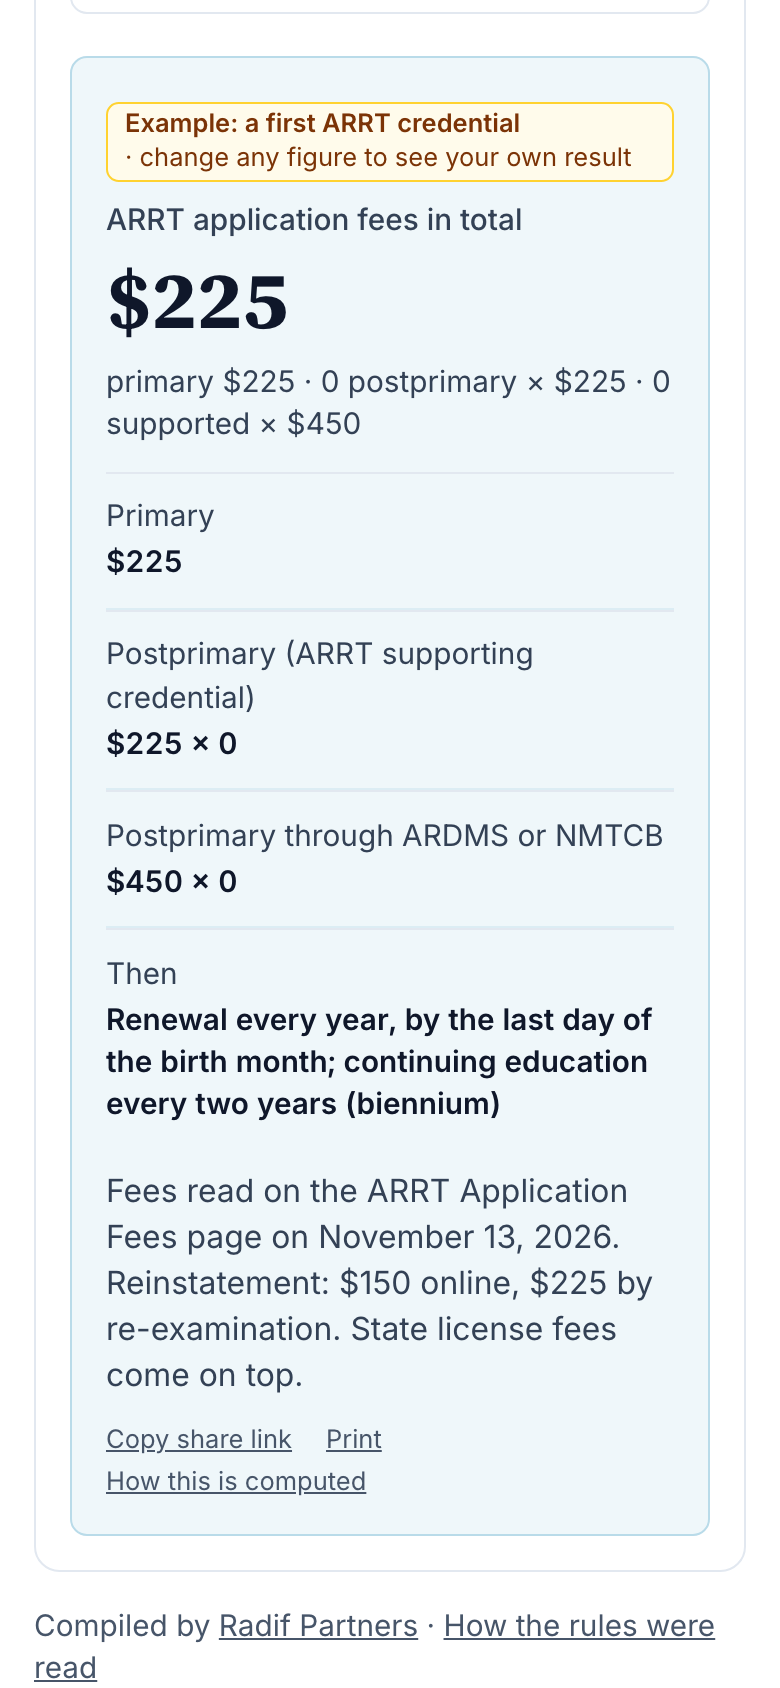 Example: a first ARRT credential
· change any figure to see your own result
ARRT application fees in total
$225
primary $225 · 0 postprimary × $225 · 0
supported × $450
Primary
$225
Postprimary (ARRT supporting
credential)
$225 × 0
Postprimary through ARDMS or NMTCB
$450 × 0
Then
Renewal every year, by the last day of
the birth month; continuing education
every two years (biennium)
Fees read on the ARRT Application
Fees page on November 13, 2026.
Reinstatement: $150 online, $225 by
re-examination. State license fees
come on top.
Copy share link Print
How this is computed
Compiled by Radif Partners · How the rules were
read